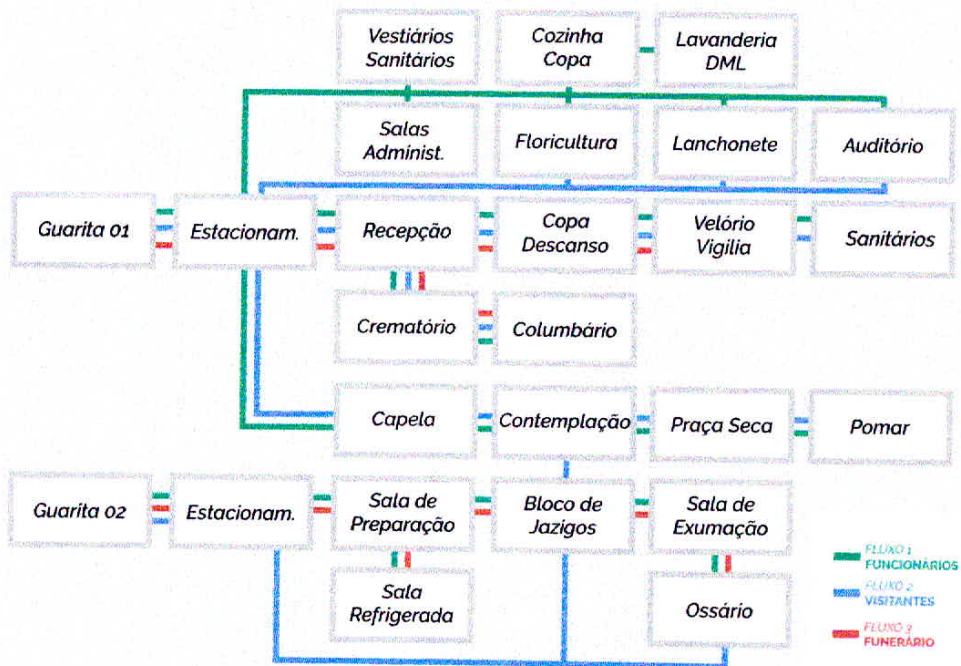 Vestiários
Sanitários
Cozinha
Copa
Lavanderia
DML
Salas
Administ.
Floricultura
Lanchonete
Auditório
Guarita 01
Estacionam.
Recepção
Copa
Descanso
Velório
Vigilia
Sanitários
Crematório
Columbário
Capela
Contemplação
Praça Seca
Pomar
Guarita 02
Estacionam.
Sala de
Preparação
Bloco de
Jazigos
Sala de
Exumação
Sala
Refrigerada
Ossário
FLUXO 1
FUNCIONÁRIOS
FLUXO 2
VISITANTES
FLUXO 3
FUNERÁRIO